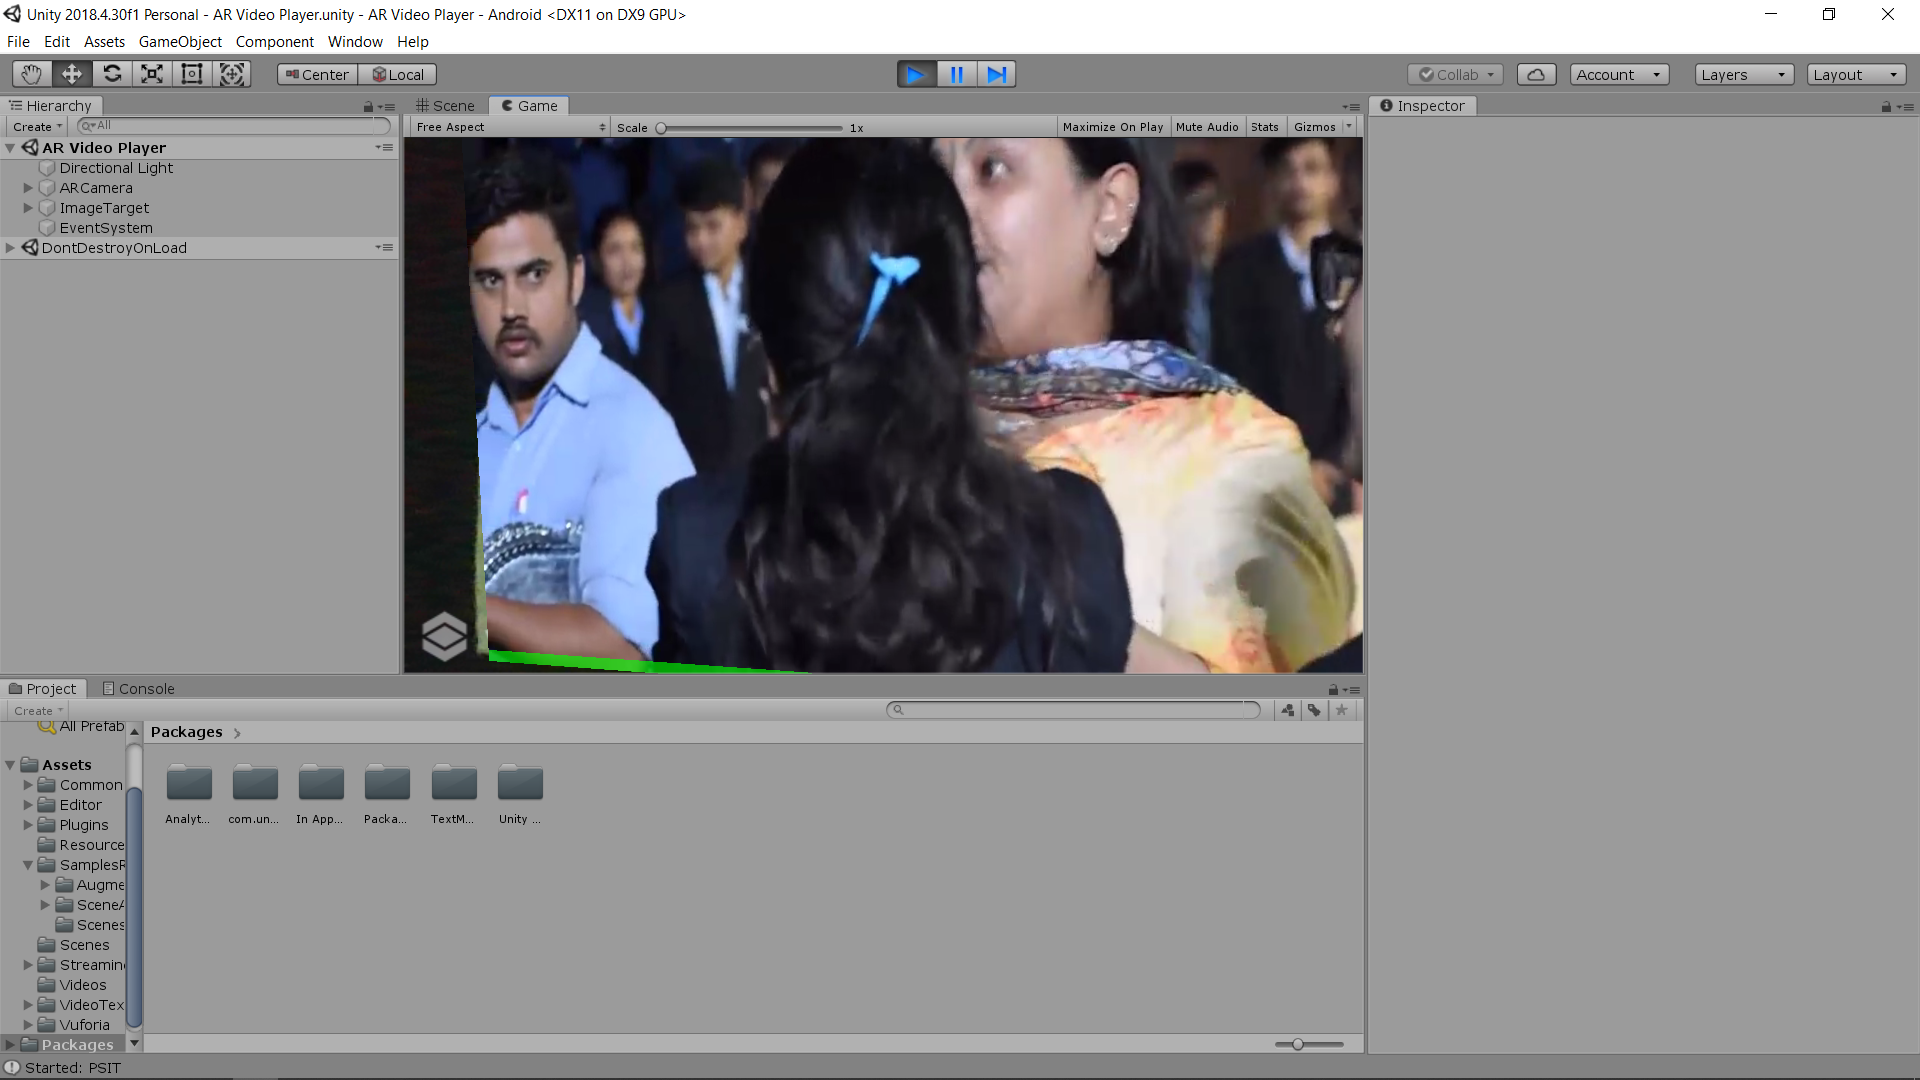 Unity 2018.4.30f1 Personal - AR Video Player.unity - AR Video Player - Android <DX11 on DX9 GPU>
File Edit Assets GameObject Component Window Help
Center Local Collab Account Layers Layout
Hierarchy
Create All
AR Video Player
Directional Light
ARCamera
ImageTarget
EventSystem
DontDestroyOnLoad
Scene Game
Free Aspect Scale 1x Maximize On Play Mute Audio Stats Gizmos
Inspector
Project Console
Create
All Prefab
Assets
Common
Editor
Plugins
Resource
SamplesR
Augme
SceneA
Scenes
Scenes
Streaming
Videos
VideoTex
Vuforia
Packages
Packages
Analyt... com.un... In App... Packa... TextM... Unity ...
Started: PSIT